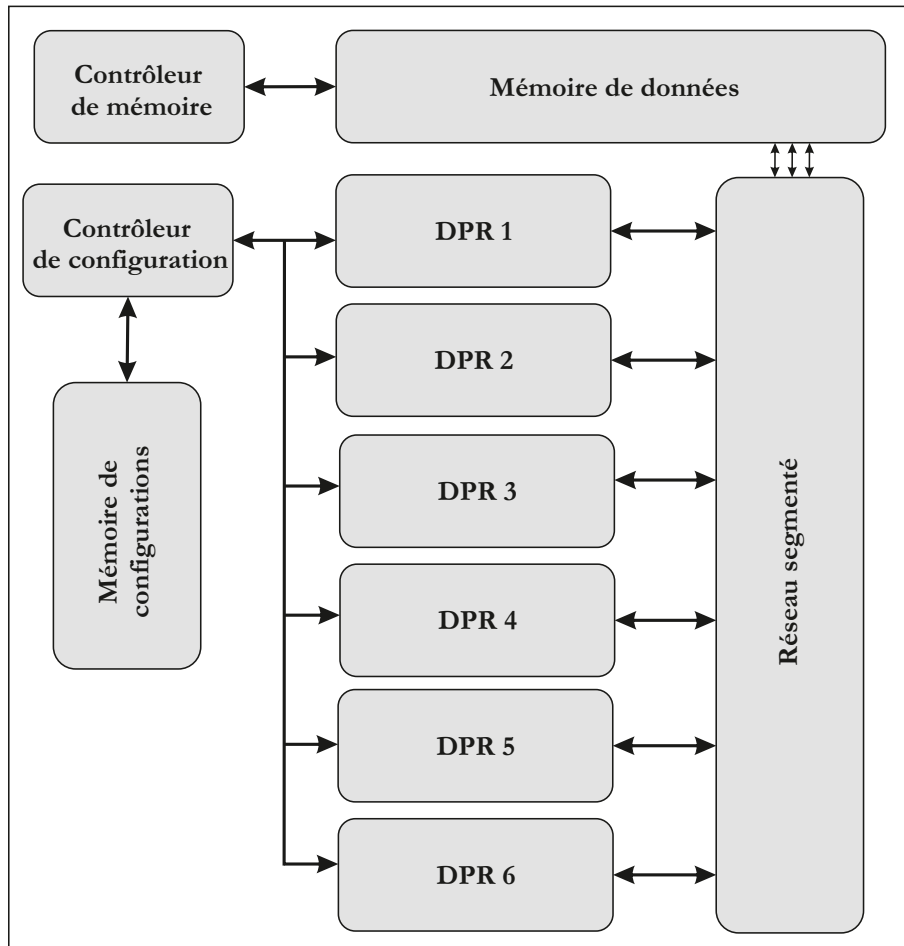 Contrôleur
de mémoire
Mémoire de données
Contrôleur
de configuration
DPR 1
DPR 2
Mémoire de
configurations
DPR 3
DPR 4
DPR 5
DPR 6
Réseau segmenté